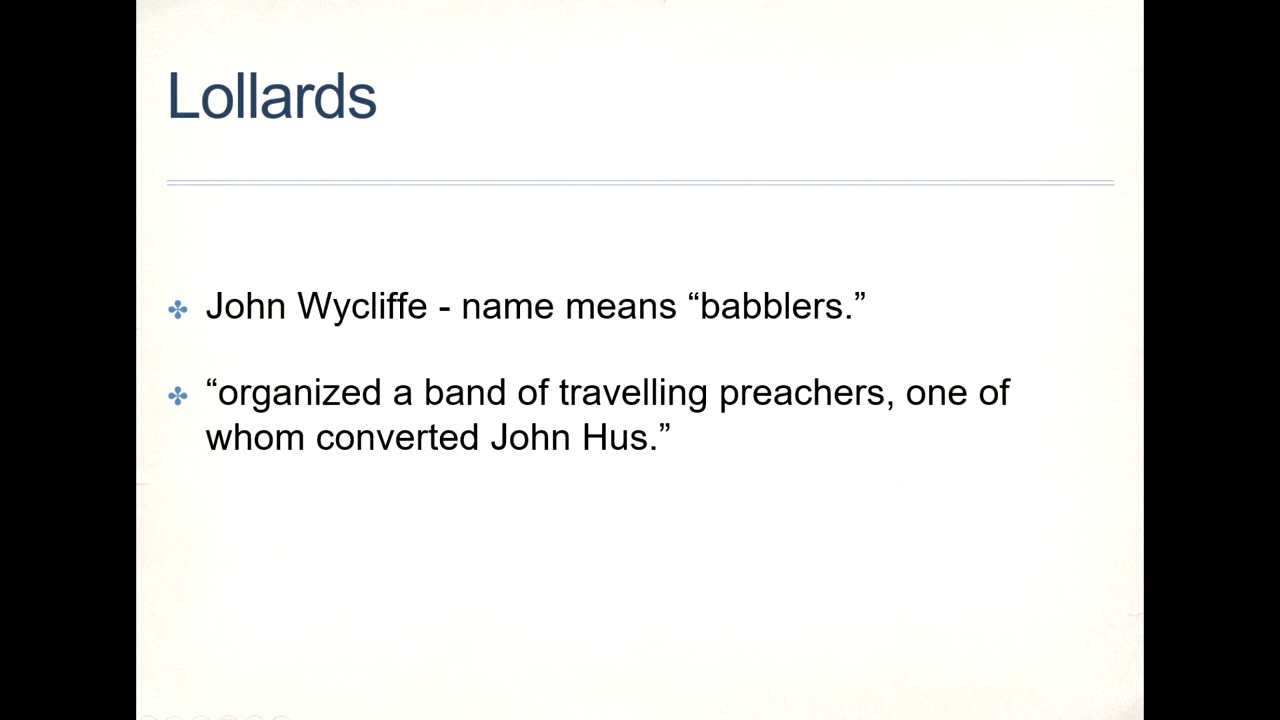 Lollards
John Wycliffe - name means “babblers.”
“organized a band of travelling preachers, one of
whom converted John Hus.”